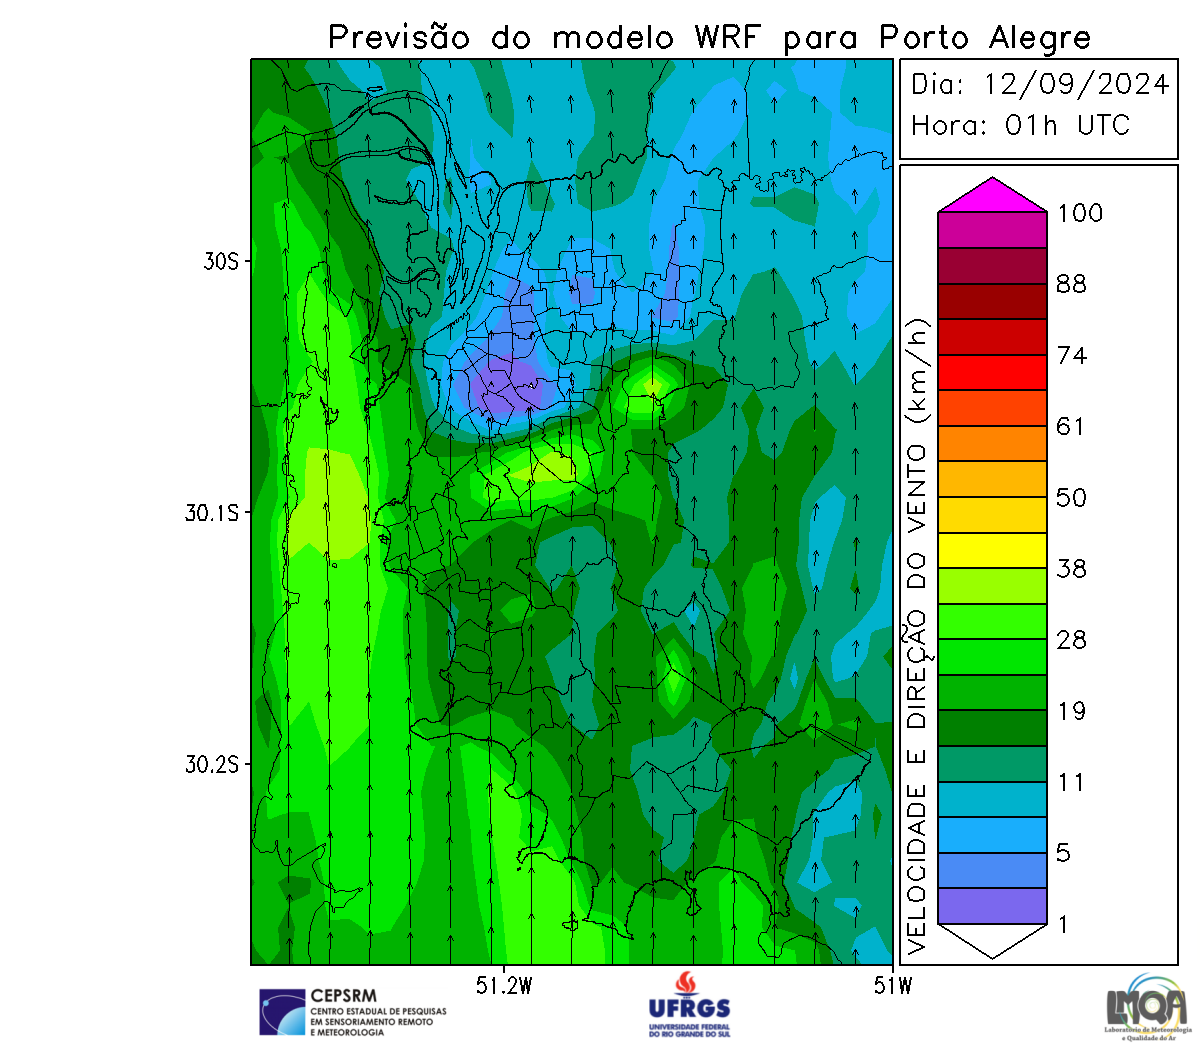 Previsão do modelo WRF para Porto Alegre
Dia: 12/09/2024
Hora: 01h UTC
30S
30.1S
30.2S
51.2W
51W
VELOCIDADE E DIREÇÃO DO VENTO (km/h)
100
88
74
61
50
38
28
19
11
5
1
CEPSRM
CENTRO ESTADUAL DE PESQUISAS
EM SENSORIAMENTO REMOTO
E METEOROLOGIA
UFRGS
UNIVERSIDADE FEDERAL
DO RIO GRANDE DO SUL
LMQA
Laboratório de Meteorologia
e Qualidade do Ar